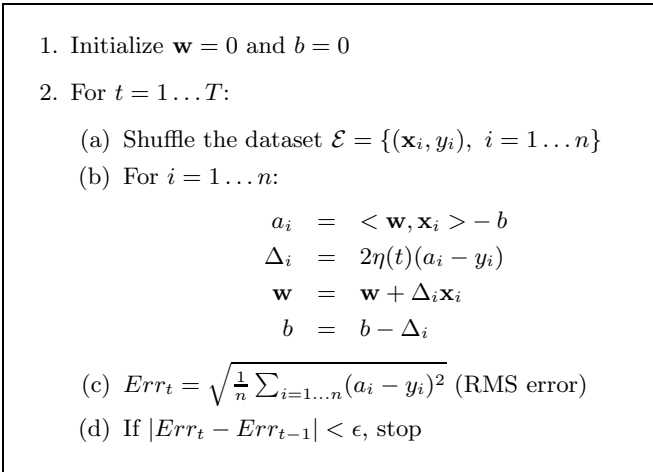 1. Initialize w = 0 and b = 0
2. For t = 1 . . . T:
(a) Shuffle the dataset ℰ = {(xᵢ, yᵢ), i = 1 . . . n}
(b) For i = 1 . . . n:
aᵢ = < w, xᵢ > − b
Δᵢ = 2η(t)(aᵢ − yᵢ)
w = w + Δᵢxᵢ
b = b − Δᵢ
(c) Errₜ = √(1/n ∑ᵢ₌₁...ₙ(aᵢ − yᵢ)²) (RMS error)
(d) If |Errₜ − Errₜ₋₁| < ϵ, stop